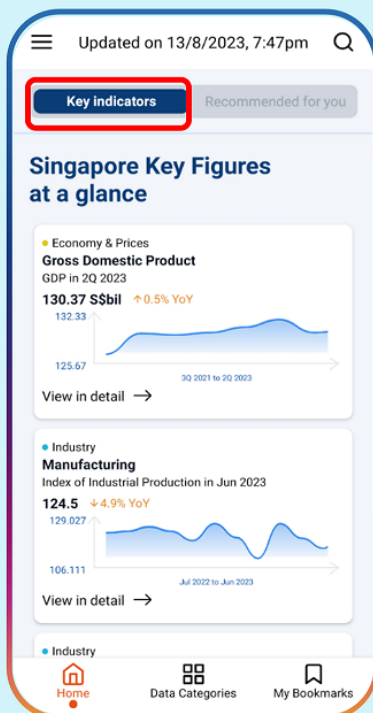 Updated on 13/8/2023, 7:47pm
Key indicators
Recommended for you
Singapore Key Figures
at a glance
Economy & Prices
Gross Domestic Product
GDP in 2Q 2023
130.37 S$bil ↑0.5% YoY
132.33
125.67
3Q 2021 to 2Q 2023
View in detail →
Industry
Manufacturing
Index of Industrial Production in Jun 2023
124.5 ↓4.9% YoY
129.027
106.111
Jul 2022 to Jun 2023
View in detail →
Industry
Home
Data Categories
My Bookmarks